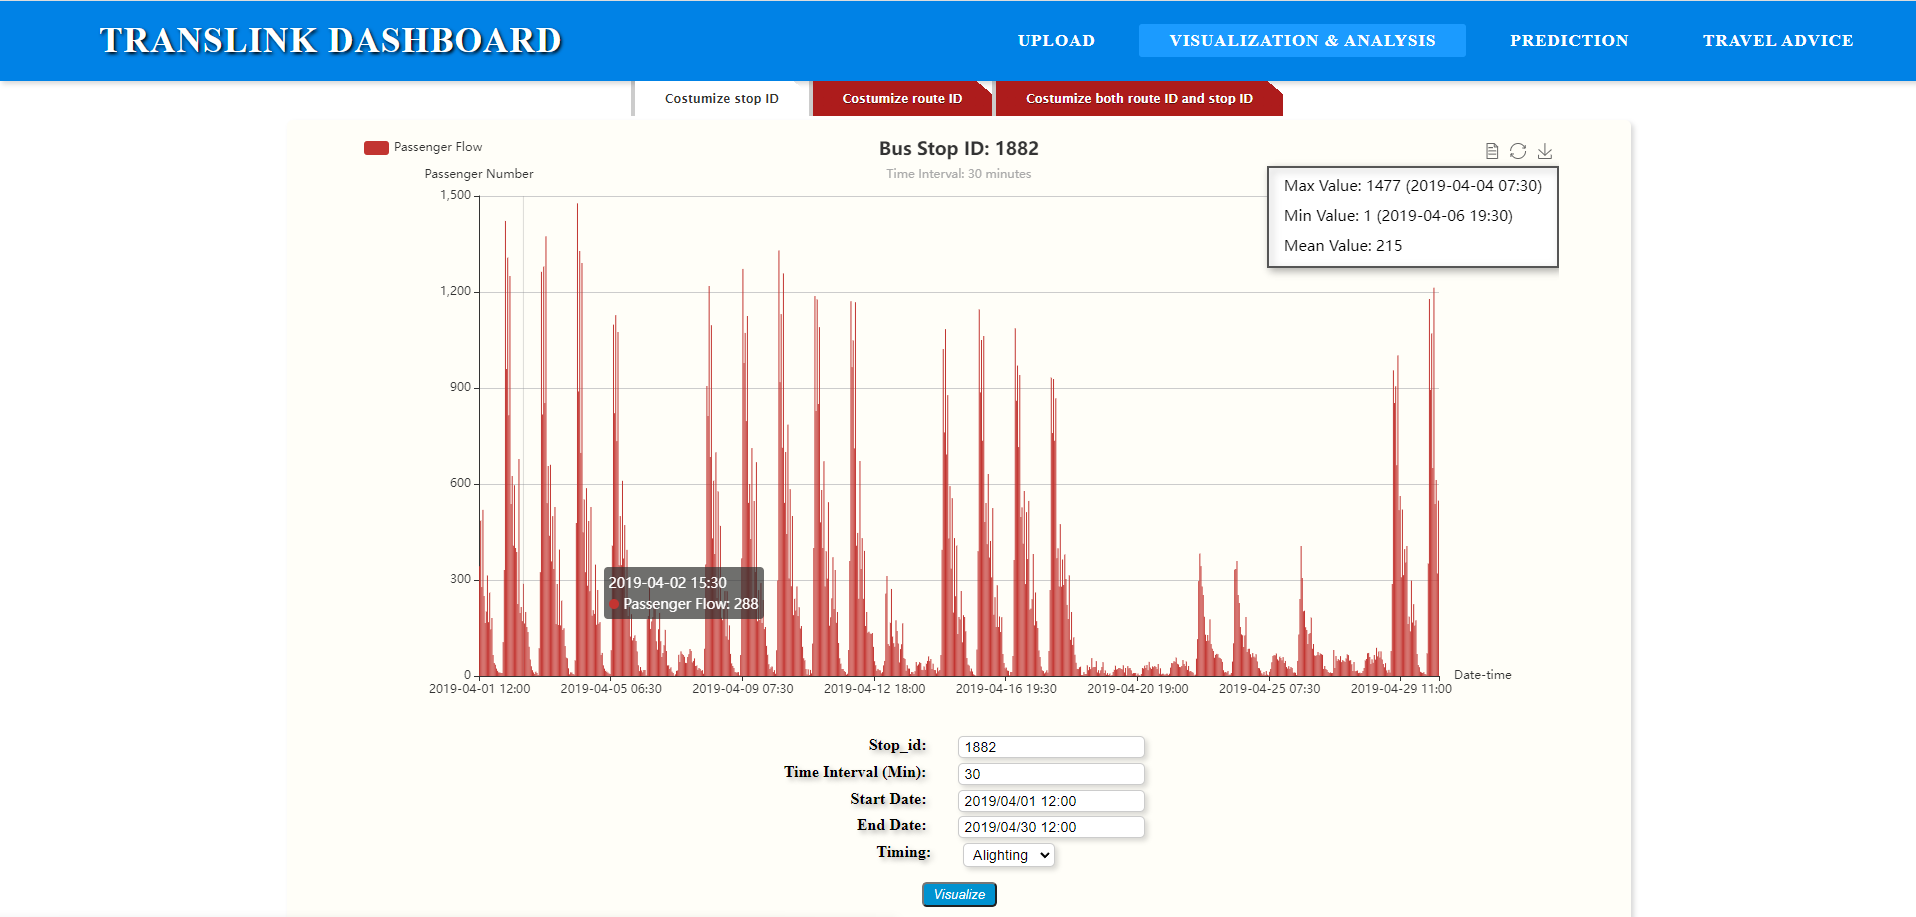 TRANSLINK DASHBOARD
UPLOAD
VISUALIZATION & ANALYSIS
PREDICTION
TRAVEL ADVICE
Costumize stop ID
Costumize route ID
Costumize both route ID and stop ID
Passenger Flow
Bus Stop ID: 1882
Time Interval: 30 minutes
Passenger Number
Max Value: 1477 (2019-04-04 07:30)
Min Value: 1 (2019-04-06 19:30)
Mean Value: 215
1,500
1,200
900
600
300
0
2019-04-02 15:30
Passenger Flow: 288
Date-time
2019-04-01 12:00
2019-04-05 06:30
2019-04-09 07:30
2019-04-12 18:00
2019-04-16 19:30
2019-04-20 19:00
2019-04-25 07:30
2019-04-29 11:00
Stop_id: 1882
Time Interval (Min): 30
Start Date: 2019/04/01 12:00
End Date: 2019/04/30 12:00
Timing: Alighting
Visualize